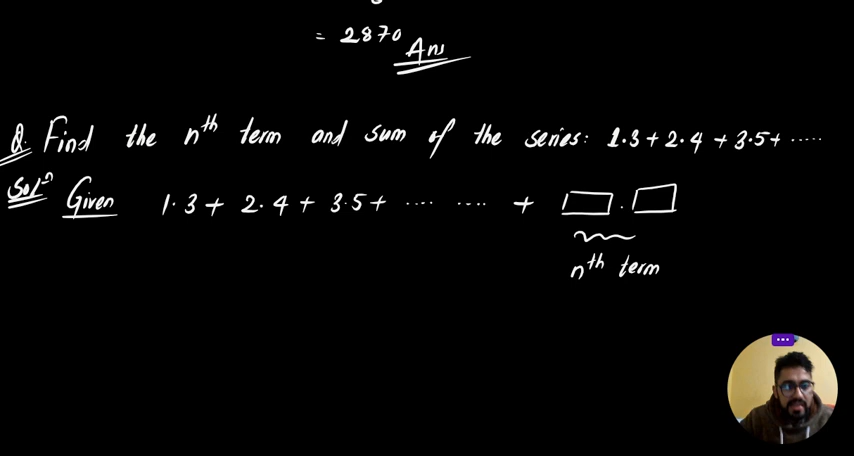 = 2870 Ans
Q. Find the nth term and sum of the series: 1.3 + 2.4 + 3.5 + .....
Solⁿ Given 1.3 + 2.4 + 3.5 + .... .... + □ . □
nth term